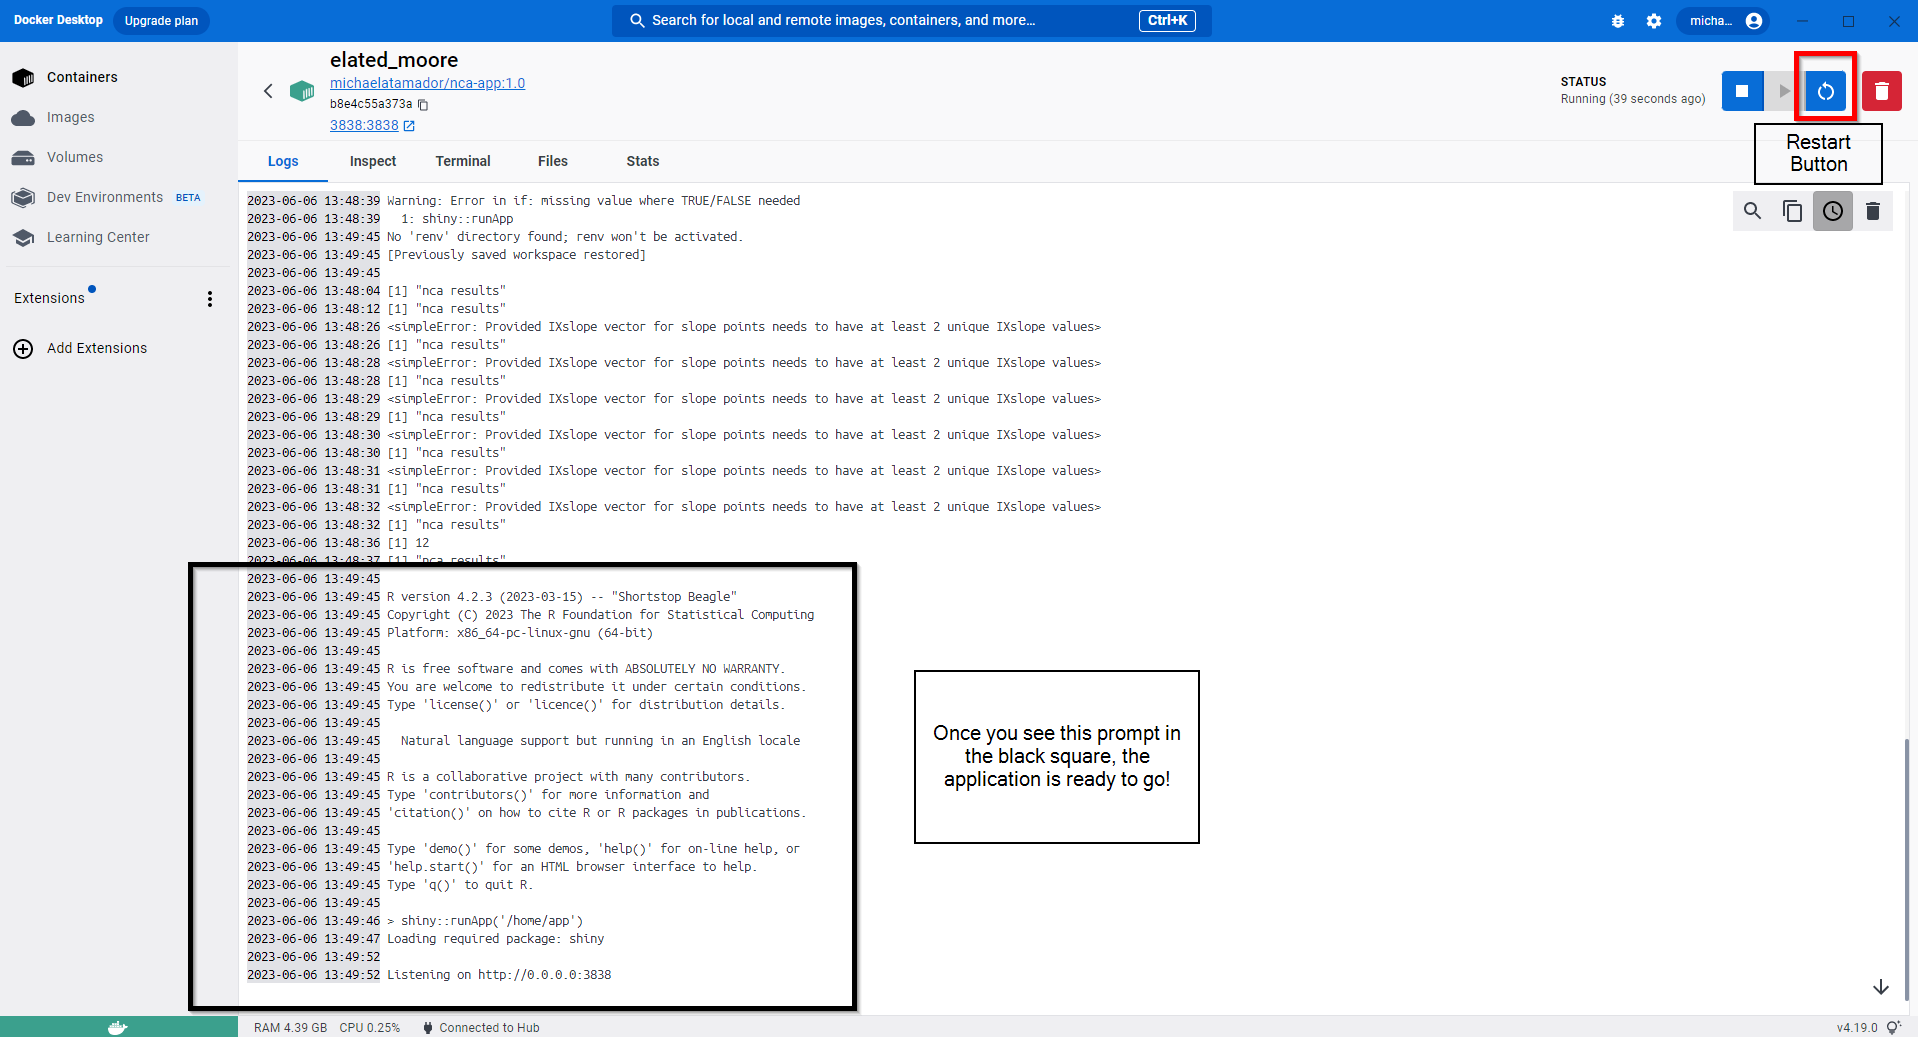 Docker Desktop
Upgrade plan
Search for local and remote images, containers, and more...
Ctrl+K
micha...
Containers
Images
Volumes
Dev Environments BETA
Learning Center
Extensions
Add Extensions
elated_moore
michaelatamador/nca-app:1.0
b8e4c55a373a
3838:3838
STATUS
Running (39 seconds ago)
Restart
Button
Logs
Inspect
Terminal
Files
Stats
2023-06-06 13:48:39 Warning: Error in if: missing value where TRUE/FALSE needed
2023-06-06 13:48:39 1: shiny::runApp
2023-06-06 13:49:45 No 'renv' directory found; renv won't be activated.
2023-06-06 13:49:45 [Previously saved workspace restored]
2023-06-06 13:49:45
2023-06-06 13:48:04 [1] "nca results"
2023-06-06 13:48:12 [1] "nca results"
2023-06-06 13:48:26 <simpleError: Provided IXslope vector for slope points needs to have at least 2 unique IXslope values>
2023-06-06 13:48:26 [1] "nca results"
2023-06-06 13:48:28 <simpleError: Provided IXslope vector for slope points needs to have at least 2 unique IXslope values>
2023-06-06 13:48:28 [1] "nca results"
2023-06-06 13:48:29 <simpleError: Provided IXslope vector for slope points needs to have at least 2 unique IXslope values>
2023-06-06 13:48:29 [1] "nca results"
2023-06-06 13:48:30 <simpleError: Provided IXslope vector for slope points needs to have at least 2 unique IXslope values>
2023-06-06 13:48:30 [1] "nca results"
2023-06-06 13:48:31 <simpleError: Provided IXslope vector for slope points needs to have at least 2 unique IXslope values>
2023-06-06 13:48:31 [1] "nca results"
2023-06-06 13:48:32 <simpleError: Provided IXslope vector for slope points needs to have at least 2 unique IXslope values>
2023-06-06 13:48:32 [1] "nca results"
2023-06-06 13:48:36 [1] 12
2023-06-06 13:48:37 [1] "nca results"
2023-06-06 13:49:45
2023-06-06 13:49:45 R version 4.2.3 (2023-03-15) -- "Shortstop Beagle"
2023-06-06 13:49:45 Copyright (C) 2023 The R Foundation for Statistical Computing
2023-06-06 13:49:45 Platform: x86_64-pc-linux-gnu (64-bit)
2023-06-06 13:49:45
2023-06-06 13:49:45 R is free software and comes with ABSOLUTELY NO WARRANTY.
2023-06-06 13:49:45 You are welcome to redistribute it under certain conditions.
2023-06-06 13:49:45 Type 'license()' or 'licence()' for distribution details.
2023-06-06 13:49:45
2023-06-06 13:49:45 Natural language support but running in an English locale
2023-06-06 13:49:45
2023-06-06 13:49:45 R is a collaborative project with many contributors.
2023-06-06 13:49:45 Type 'contributors()' for more information and
2023-06-06 13:49:45 'citation()' on how to cite R or R packages in publications.
2023-06-06 13:49:45
2023-06-06 13:49:45 Type 'demo()' for some demos, 'help()' for on-line help, or
2023-06-06 13:49:45 'help.start()' for an HTML browser interface to help.
2023-06-06 13:49:45 Type 'q()' to quit R.
2023-06-06 13:49:45
2023-06-06 13:49:46 > shiny::runApp('/home/app')
2023-06-06 13:49:47 Loading required package: shiny
2023-06-06 13:49:52
2023-06-06 13:49:52 Listening on http://0.0.0.0:3838
Once you see this prompt in
the black square, the
application is ready to go!
RAM 4.39 GB CPU 0.25% Connected to Hub
v4.19.0